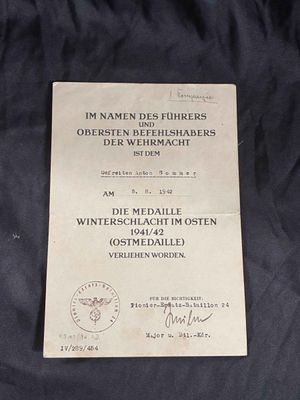 1. Kompanie
IM NAMEN DES FÜHRERS
UND
OBERSTEN BEFEHLSHABERS
DER WEHRMACHT
IST DEM
Gefreiten Anton Sommer
AM 8. 8. 1942
DIE MEDAILLE
WINTERSCHLACHT IM OSTEN
1941/42
(OSTMEDAILLE)
VERLIEHEN WORDEN.
FÜR DIE RICHTIGKEIT:
Pionier-Ersatz-Bataillon 24
Major u. Btl.-Kdr.
IV/289/484